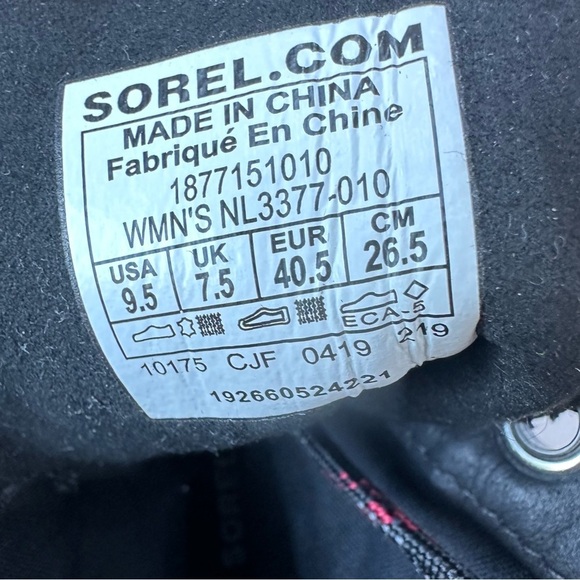 SOREL.COM
MADE IN CHINA
Fabriqué En Chine
1877151010
WMN'S NL3377-010
USA UK EUR CM
9.5 7.5 40.5 26.5
ECA-5
10175 CJF 0419 219
192660524221
SOREL